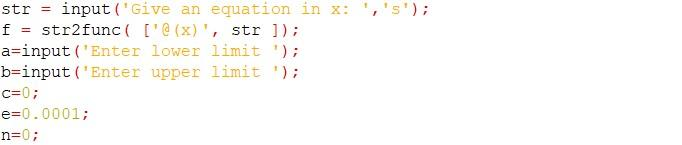 str = input('Give an equation in x: ','s');
f = str2func( ['@(x)', str ]);
a=input('Enter lower limit ');
b=input('Enter upper limit ');
c=0;
e=0.0001;
n=0;